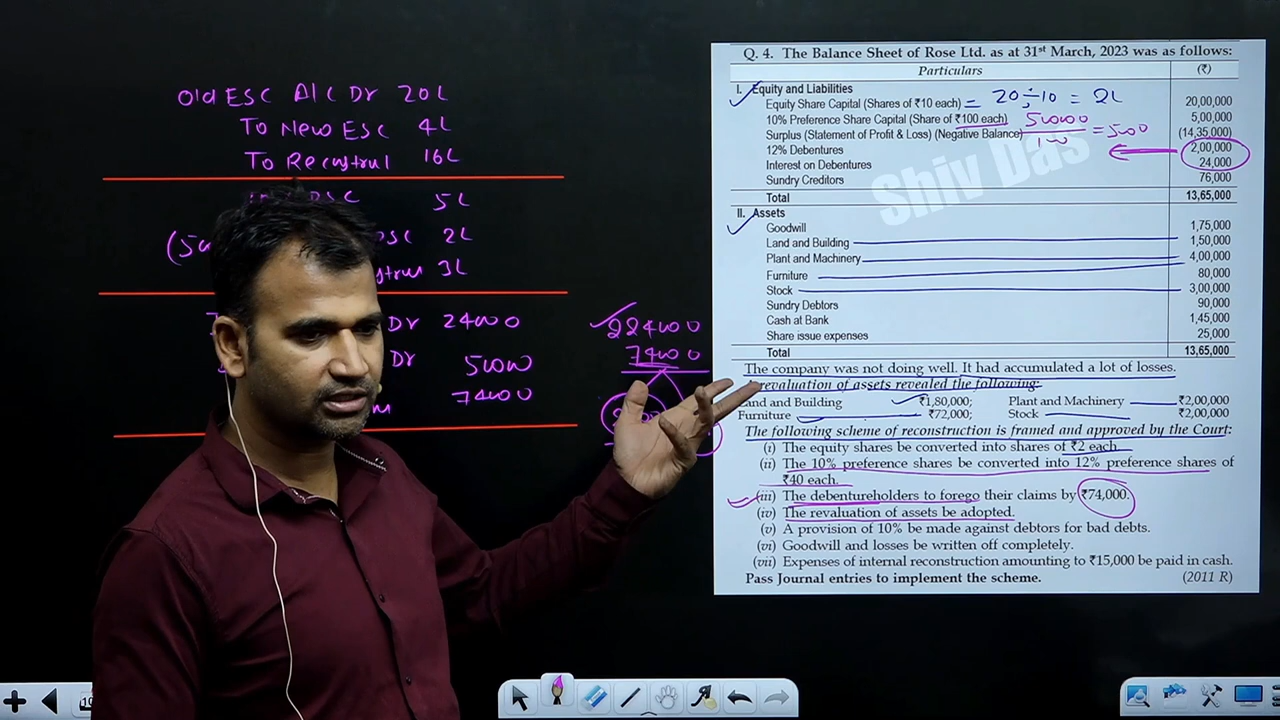 Old ESC A/C Dr 20L
To New ESC 4L
To Reconstrul 16L
PSC 5L
(500 PSC 2L
strul 3L
Dr 24000
Dr 50000
74000
224000
74000
Q. 4. The Balance Sheet of Rose Ltd. as at 31st March, 2023 was as follows:
Particulars (₹)
I. Equity and Liabilities
Equity Share Capital (Shares of ₹10 each) = 20 ÷ 10 = 2L 20,00,000
10% Preference Share Capital (Share of ₹100 each) 500000 5,00,000
Surplus (Statement of Profit & Loss) (Negative Balance) 100 = 5000 (14,35,000)
12% Debentures 2,00,000
Interest on Debentures 24,000
Sundry Creditors 76,000
Total 13,65,000
Shiv Das
II. Assets
Goodwill 1,75,000
Land and Building 1,50,000
Plant and Machinery 4,00,000
Furniture 80,000
Stock 3,00,000
Sundry Debtors 90,000
Cash at Bank 1,45,000
Share issue expenses 25,000
Total 13,65,000
The company was not doing well. It had accumulated a lot of losses.
revaluation of assets revealed the following:
Land and Building ₹1,80,000; Plant and Machinery ₹2,00,000
Furniture ₹72,000; Stock ₹2,00,000
The following scheme of reconstruction is framed and approved by the Court:
(i) The equity shares be converted into shares of ₹2 each
(ii) The 10% preference shares be converted into 12% preference shares of
₹40 each.
(iii) The debentureholders to forego their claims by ₹74,000.
(iv) The revaluation of assets be adopted.
(v) A provision of 10% be made against debtors for bad debts.
(vi) Goodwill and losses be written off completely.
(vii) Expenses of internal reconstruction amounting to ₹15,000 be paid in cash.
Pass Journal entries to implement the scheme. (2011 R)